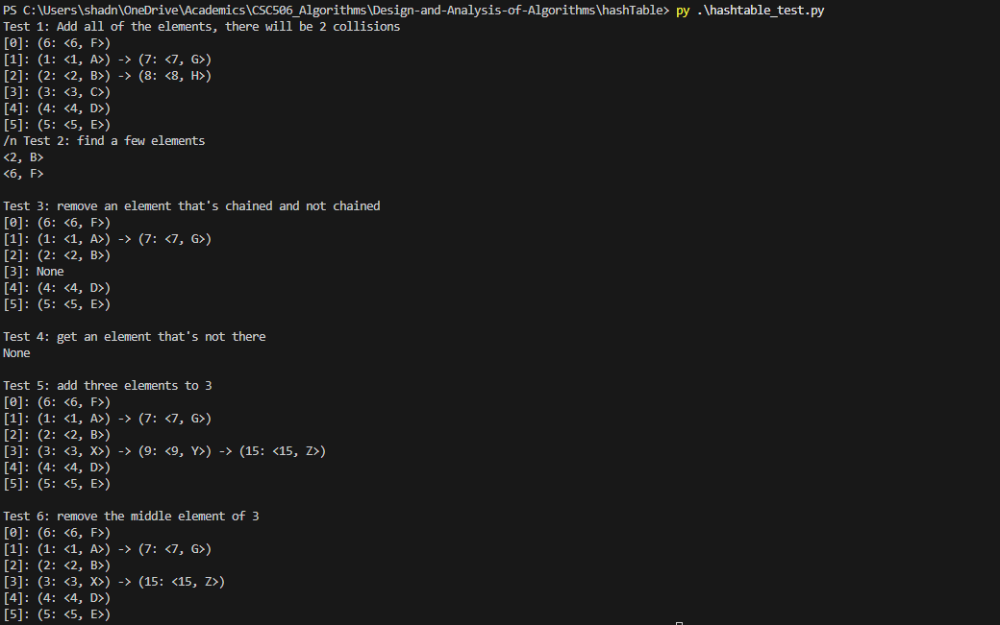 PS C:\Users\shadn\OneDrive\Academics\CSC506_Algorithms\Design-and-Analysis-of-Algorithms\hashTable> py .\hashtable_test.py
Test 1: Add all of the elements, there will be 2 collisions
[0]: (6: <6, F>)
[1]: (1: <1, A>) -> (7: <7, G>)
[2]: (2: <2, B>) -> (8: <8, H>)
[3]: (3: <3, C>)
[4]: (4: <4, D>)
[5]: (5: <5, E>)
/n Test 2: find a few elements
<2, B>
<6, F>

Test 3: remove an element that's chained and not chained
[0]: (6: <6, F>)
[1]: (1: <1, A>) -> (7: <7, G>)
[2]: (2: <2, B>)
[3]: None
[4]: (4: <4, D>)
[5]: (5: <5, E>)

Test 4: get an element that's not there
None

Test 5: add three elements to 3
[0]: (6: <6, F>)
[1]: (1: <1, A>) -> (7: <7, G>)
[2]: (2: <2, B>)
[3]: (3: <3, X>) -> (9: <9, Y>) -> (15: <15, Z>)
[4]: (4: <4, D>)
[5]: (5: <5, E>)

Test 6: remove the middle element of 3
[0]: (6: <6, F>)
[1]: (1: <1, A>) -> (7: <7, G>)
[2]: (2: <2, B>)
[3]: (3: <3, X>) -> (15: <15, Z>)
[4]: (4: <4, D>)
[5]: (5: <5, E>)